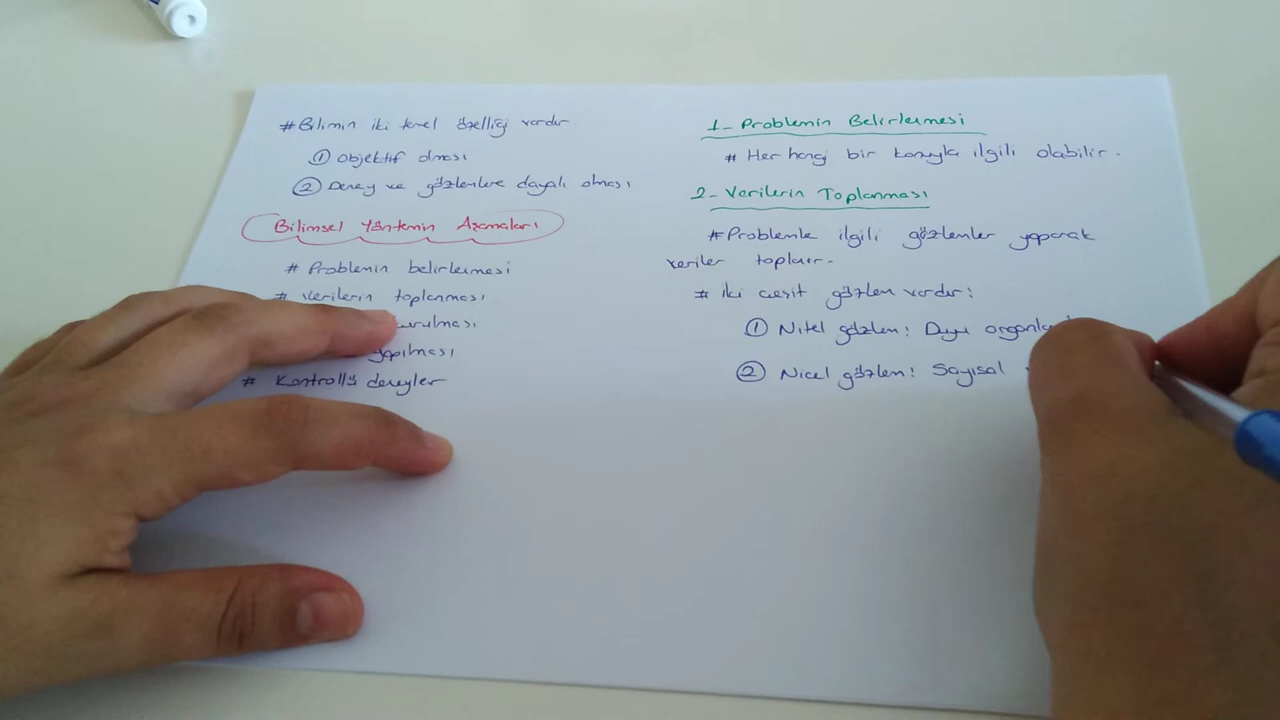 # Bilimin iki temel özelliği vardır.
① Objektif olması
② Deney ve gözlemlere dayalı olması
Bilimsel Yöntemin Aşamaları
# Problemin belirlenmesi
# Verilerin toplanması
kurulması
yapılması
# Kontrollü deneyler
1- Problemin Belirlenmesi
# Her hangi bir konuyla ilgili olabilir.
2- Verilerin Toplanması
# Problemle ilgili gözlemler yaparak
veriler toplanır.
# iki çeşit gözlem vardır:
① Nitel gözlem: Duyu
② Nicel gözlem: Sayısal